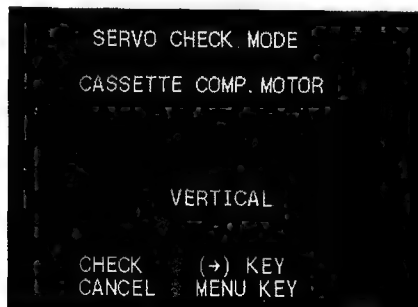 SERVO CHECK MODE
CASSETTE COMP. MOTOR
VERTICAL
CHECK (→) KEY
CANCEL MENU KEY